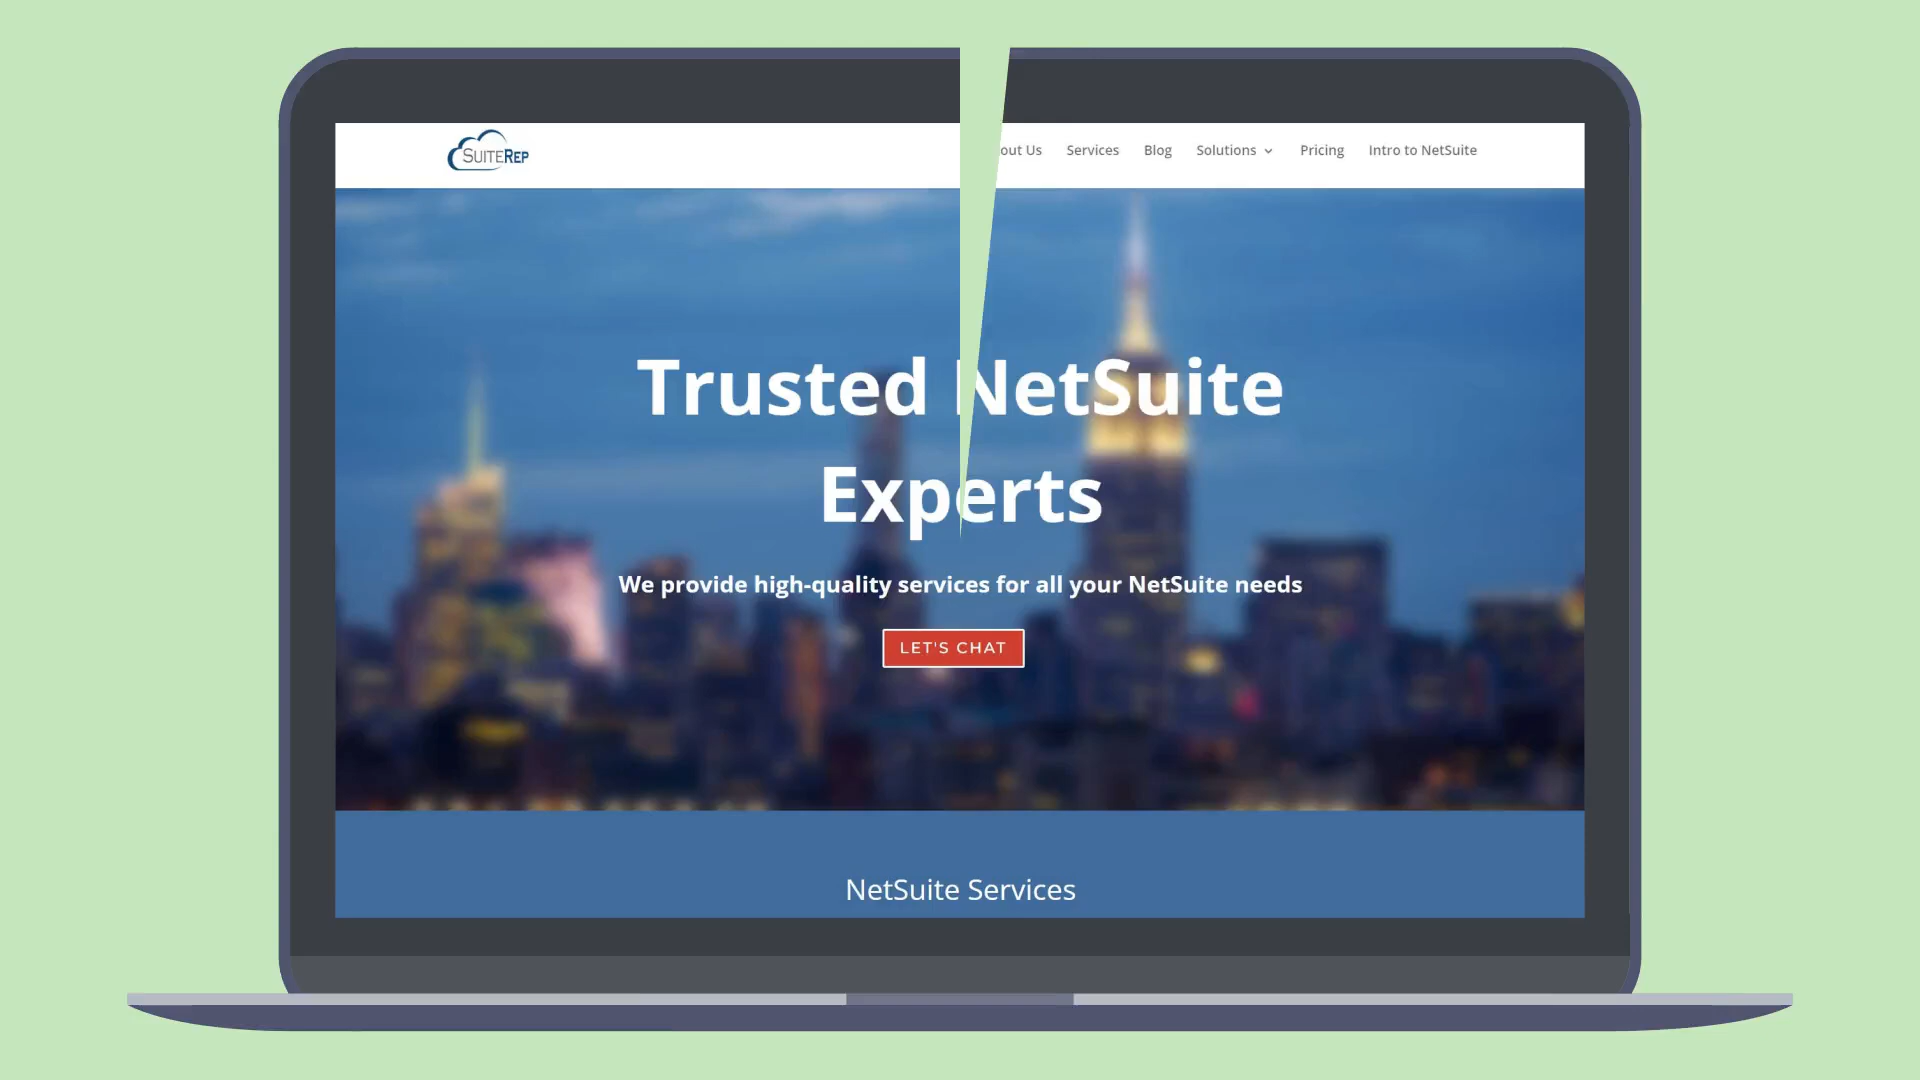 SUITEREP
out Us Services Blog Solutions Pricing Intro to NetSuite
Trusted NetSuite
Experts
We provide high-quality services for all your NetSuite needs
LET'S CHAT
NetSuite Services